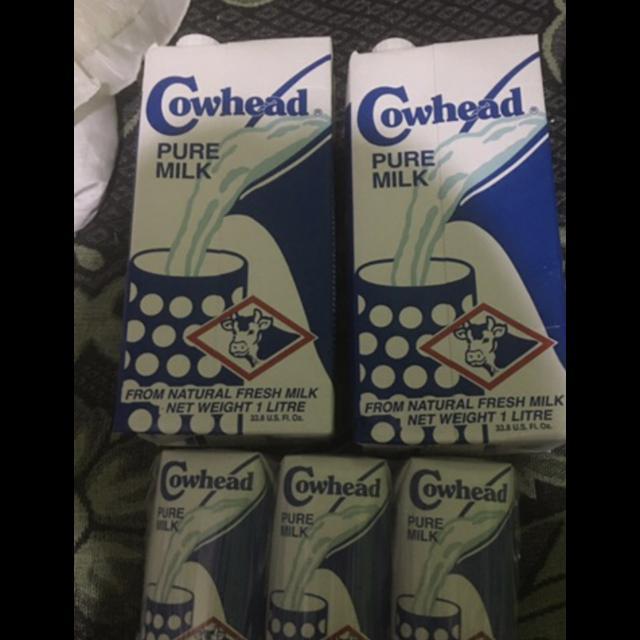 Cowhead®
PURE
MILK
FROM NATURAL FRESH MILK
NET WEIGHT 1 LITRE
33.8 U.S. Fl. Oz.
Cowhead®
PURE
MILK
FROM NATURAL FRESH MILK
NET WEIGHT 1 LITRE
33.8 U.S. Fl. Oz.
Cowhead
PURE
MILK
Cowhead
PURE
MILK
Cowhead
PURE
MILK